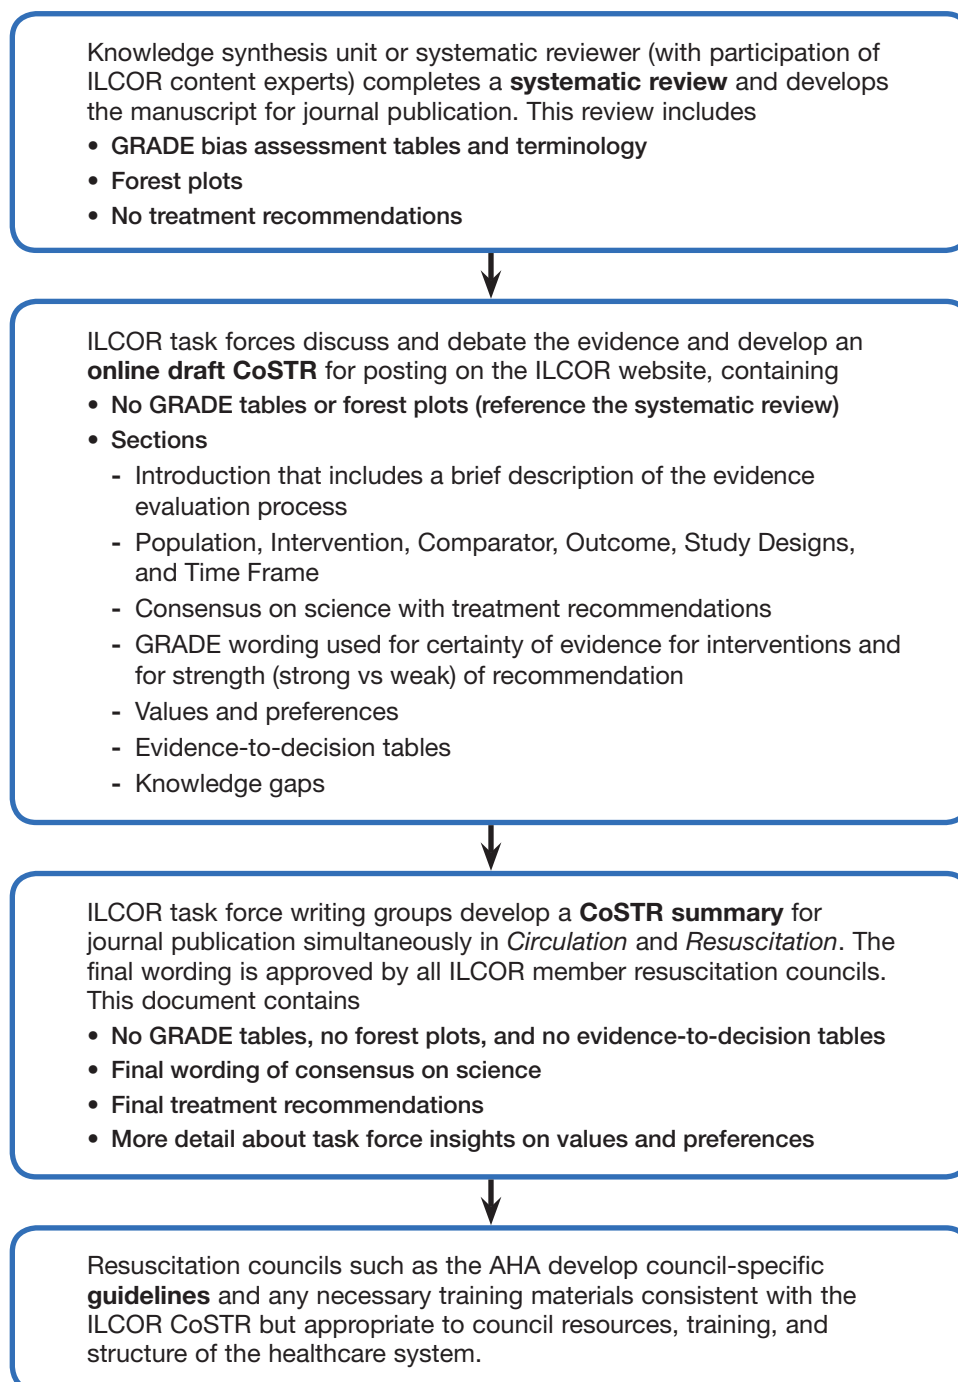 Knowledge synthesis unit or systematic reviewer (with participation of
ILCOR content experts) completes a systematic review and develops
the manuscript for journal publication. This review includes
• GRADE bias assessment tables and terminology
• Forest plots
• No treatment recommendations
ILCOR task forces discuss and debate the evidence and develop an
online draft CoSTR for posting on the ILCOR website, containing
• No GRADE tables or forest plots (reference the systematic review)
• Sections
- Introduction that includes a brief description of the evidence
evaluation process
- Population, Intervention, Comparator, Outcome, Study Designs,
and Time Frame
- Consensus on science with treatment recommendations
- GRADE wording used for certainty of evidence for interventions and
for strength (strong vs weak) of recommendation
- Values and preferences
- Evidence-to-decision tables
- Knowledge gaps
ILCOR task force writing groups develop a CoSTR summary for
journal publication simultaneously in Circulation and Resuscitation. The
final wording is approved by all ILCOR member resuscitation councils.
This document contains
• No GRADE tables, no forest plots, and no evidence-to-decision tables
• Final wording of consensus on science
• Final treatment recommendations
• More detail about task force insights on values and preferences
Resuscitation councils such as the AHA develop council-specific
guidelines and any necessary training materials consistent with the
ILCOR CoSTR but appropriate to council resources, training, and
structure of the healthcare system.